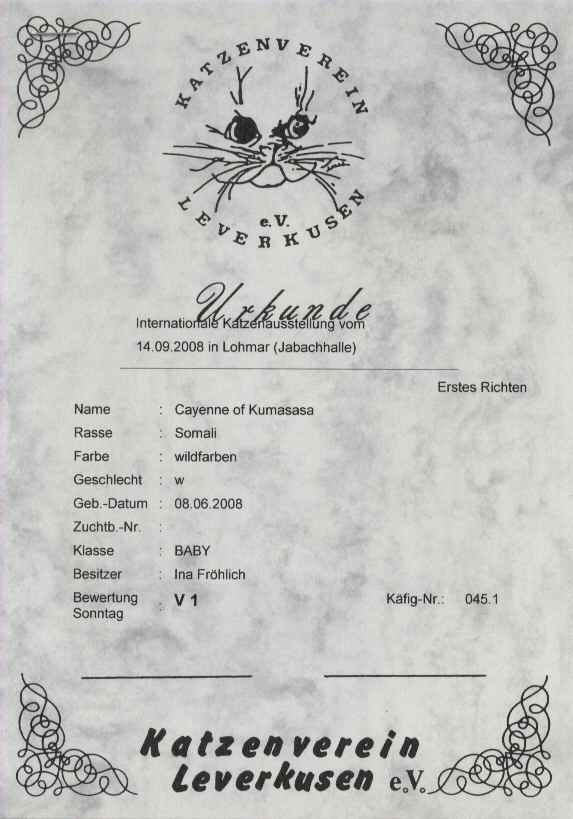 KATZENVEREIN
e.V.
LEVERKUSEN
Urkunde
Internationale Katzenausstellung vom
14.09.2008 in Lohmar (Jabachhalle)
Erstes Richten
Name : Cayenne of Kumasasa
Rasse : Somali
Farbe : wildfarben
Geschlecht : w
Geb.-Datum : 08.06.2008
Zuchtb.-Nr. :
Klasse : BABY
Besitzer : Ina Fröhlich
Bewertung Sonntag : V 1 Käfig-Nr.: 045.1
Katzenverein
Leverkusen e.V.